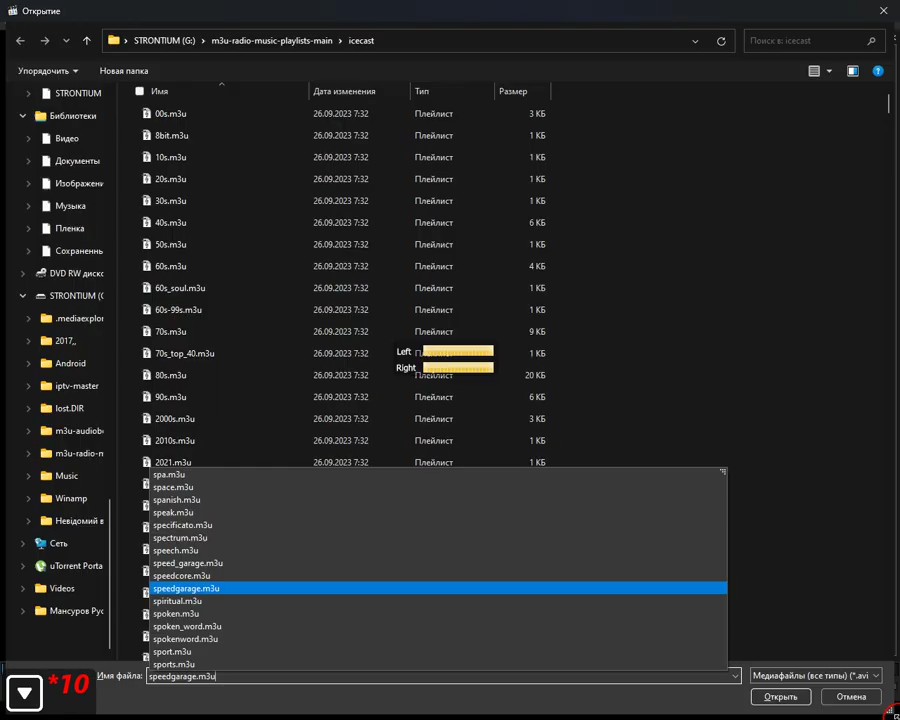 Открытие
STRONTIUM (G:) › m3u-radio-music-playlists-main › icecast
Поиск в: icecast
Упорядочить
Новая папка
STRONTIUM
Библиотеки
Видео
Документы
Изображени
Музыка
Пленка
Сохраненны
DVD RW диско
STRONTIUM (G
.mediaexplor
2017,,
Android
iptv-master
lost.DIR
m3u-audiobo
m3u-radio-m
Music
Winamp
Невідомий в
Сеть
uTorrent Porta
Videos
Мансуров Рус
Имя Дата изменения Тип Размер
00s.m3u 26.09.2023 7:32 Плейлист 3 КБ
8bit.m3u 26.09.2023 7:32 Плейлист 1 КБ
10s.m3u 26.09.2023 7:32 Плейлист 1 КБ
20s.m3u 26.09.2023 7:32 Плейлист 1 КБ
30s.m3u 26.09.2023 7:32 Плейлист 1 КБ
40s.m3u 26.09.2023 7:32 Плейлист 6 КБ
50s.m3u 26.09.2023 7:32 Плейлист 1 КБ
60s.m3u 26.09.2023 7:32 Плейлист 4 КБ
60s_soul.m3u 26.09.2023 7:32 Плейлист 1 КБ
60s-99s.m3u 26.09.2023 7:32 Плейлист 1 КБ
70s.m3u 26.09.2023 7:32 Плейлист 9 КБ
70s_top_40.m3u 26.09.2023 7:32 1 КБ
Left
Right
80s.m3u 26.09.2023 7:32 Плейлист 20 КБ
90s.m3u 26.09.2023 7:32 Плейлист 6 КБ
2000s.m3u 26.09.2023 7:32 Плейлист 3 КБ
2010s.m3u 26.09.2023 7:32 Плейлист 1 КБ
2021.m3u 26.09.2023 7:32 Плейлист 1 КБ
spa.m3u
space.m3u
spanish.m3u
speak.m3u
specificato.m3u
spectrum.m3u
speech.m3u
speed_garage.m3u
speedcore.m3u
speedgarage.m3u
spiritual.m3u
spoken.m3u
spoken_word.m3u
spokenword.m3u
sport.m3u
sports.m3u
*10
Имя файла: speedgarage.m3u
Медиафайлы (все типы) (*.avi
Открыть
Отмена